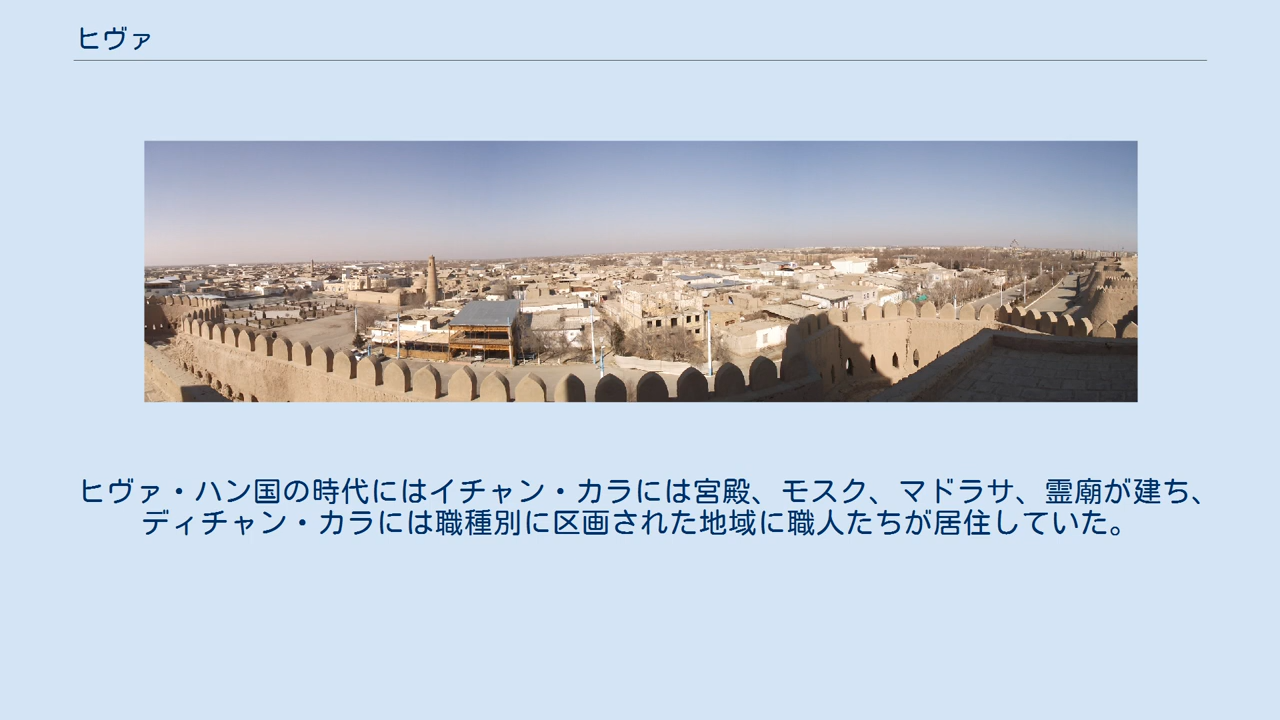 ヒヴァ
ヒヴァ・ハン国の時代にはイチャン・カラには宮殿、モスク、マドラサ、霊廟が建ち、
ディチャン・カラには職種別に区画された地域に職人たちが居住していた。